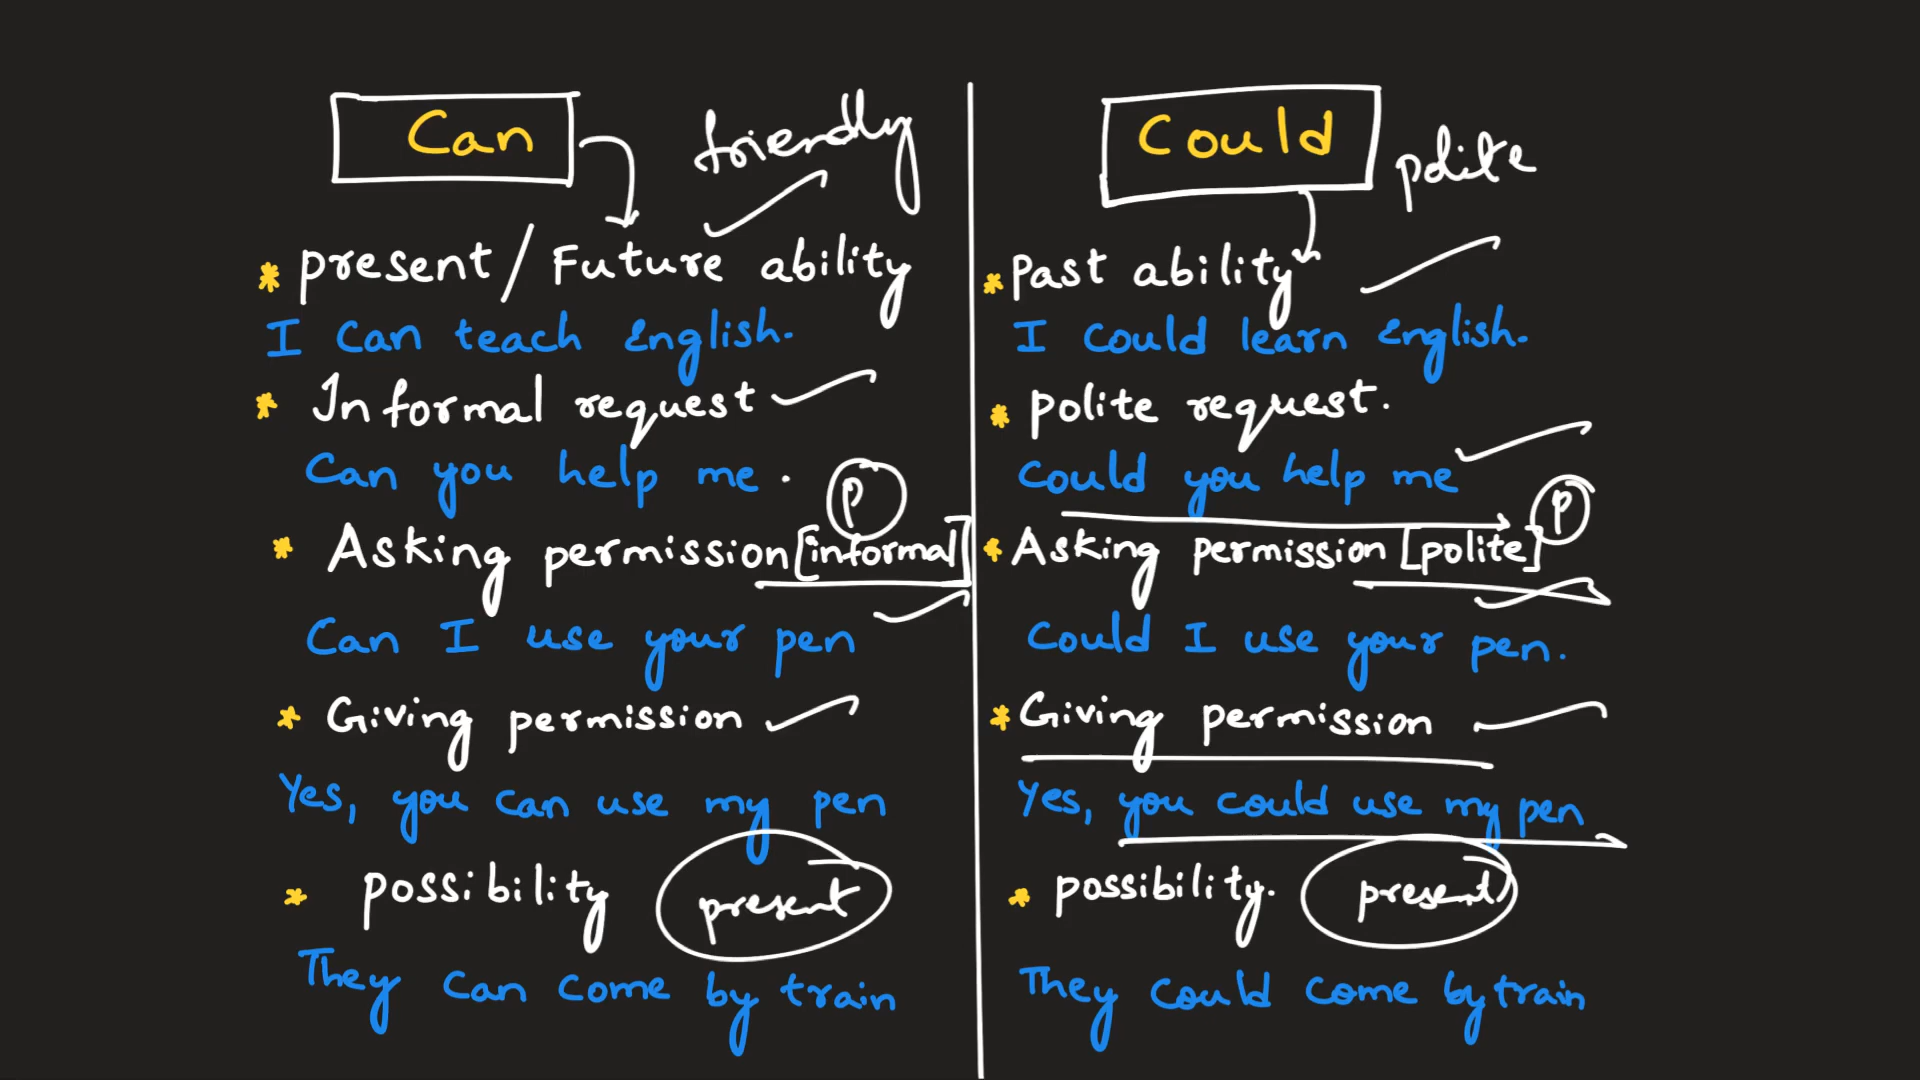 Can
friendly
* present / Future ability
I Can teach English.
* Informal request
Can you help me.
P
* Asking permission [informal]
Can I use your pen
* Giving permission
Yes, you can use my pen
* possibility present
They can come by train
Could
polite
* Past ability
I could learn English.
* polite request.
Could you help me
P
* Asking permission [polite]
Could I use your pen.
* Giving permission
Yes, you could use my pen
* possibility. present
They could come by train